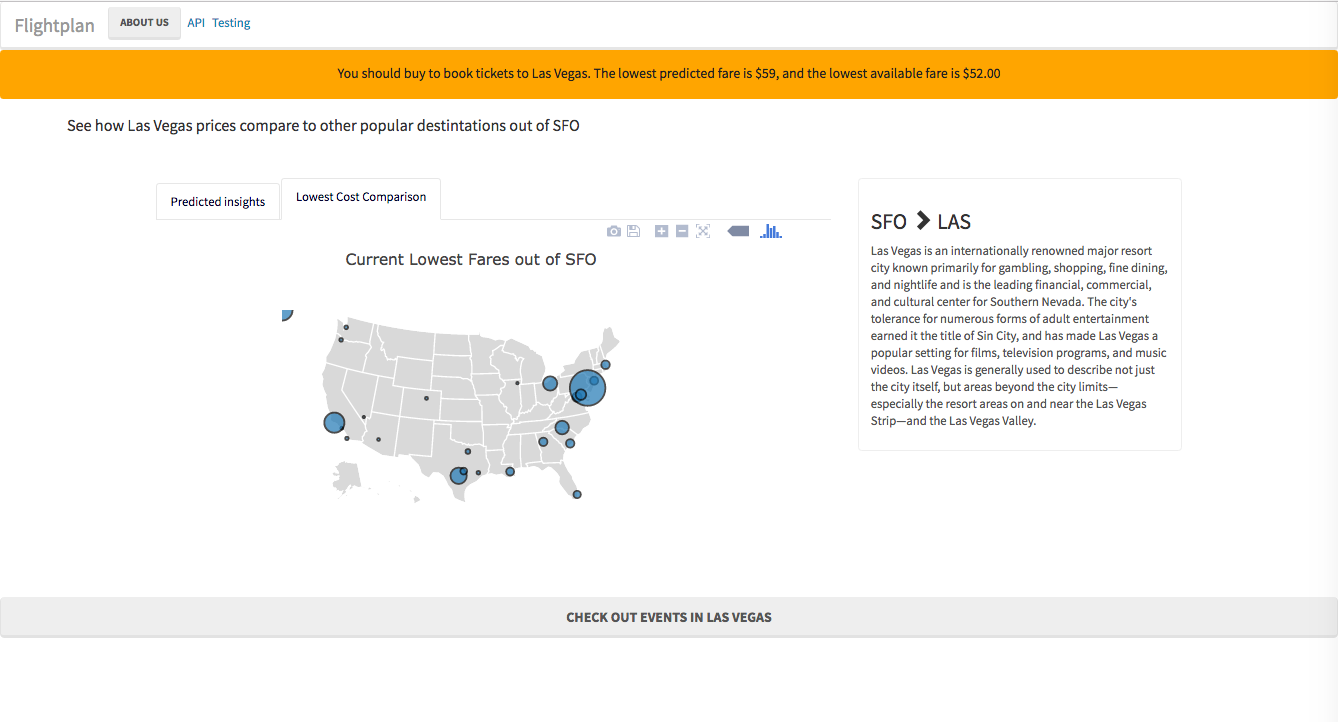 Flightplan ABOUT US API Testing
You should buy to book tickets to Las Vegas. The lowest predicted fare is $59, and the lowest available fare is $52.00
See how Las Vegas prices compare to other popular destintations out of SFO
Predicted insights Lowest Cost Comparison
Current Lowest Fares out of SFO
SFO LAS
Las Vegas is an internationally renowned major resort
city known primarily for gambling, shopping, fine dining,
and nightlife and is the leading financial, commercial,
and cultural center for Southern Nevada. The city's
tolerance for numerous forms of adult entertainment
earned it the title of Sin City, and has made Las Vegas a
popular setting for films, television programs, and music
videos. Las Vegas is generally used to describe not just
the city itself, but areas beyond the city limits—
especially the resort areas on and near the Las Vegas
Strip—and the Las Vegas Valley.
CHECK OUT EVENTS IN LAS VEGAS